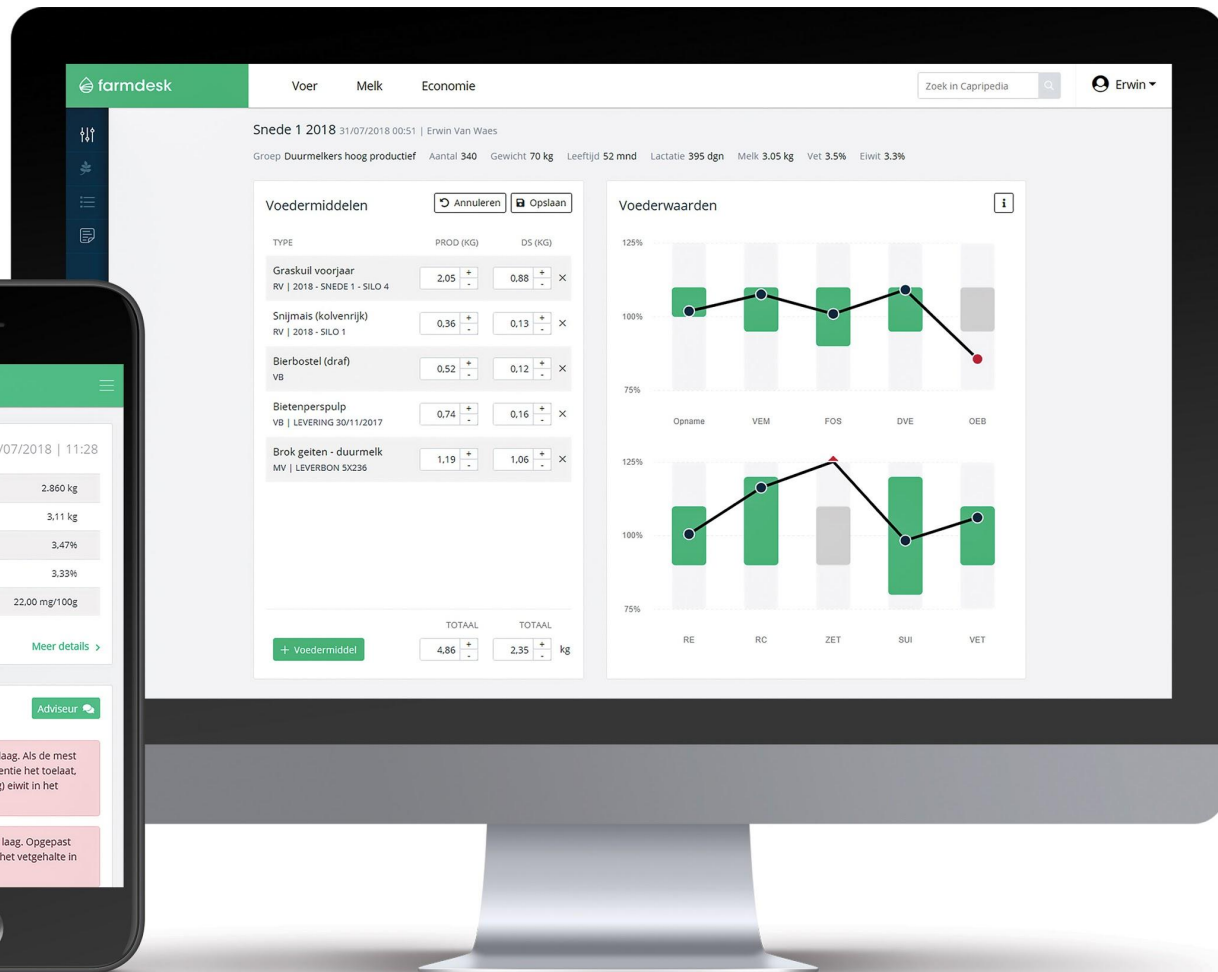 farmdesk
Voer Melk Economie
Zoek in Capripedia
Erwin
Snede 1 2018 31/07/2018 00:51 | Erwin Van Waes
Groep Duurmelkers hoog productief Aantal 340 Gewicht 70 kg Leeftijd 52 mnd Lactatie 395 dgn Melk 3.05 kg Vet 3.5% Eiwit 3.3%
Voedermiddelen
Annuleren
Opslaan
TYPE PROD (KG) DS (KG)
Graskuil voorjaar
RV | 2018 - SNEDE 1 - SILO 4
2,05 + - 0,88 + - ×
Snijmais (kolvenrijk)
RV | 2018 - SILO 1
0,36 + - 0,13 + - ×
Bierbostel (draf)
VB
0,52 + - 0,12 + - ×
Bietenperspulp
VB | LEVERING 30/11/2017
0,74 + - 0,16 + - ×
Brok geiten - duurmelk
MV | LEVERBON 5X236
1,19 + - 1,06 + - ×
TOTAAL TOTAAL
+ Voedermiddel
4,86 + - 2,35 + - kg
Voederwaarden
i
125%
100%
75%
Opname VEM FOS DVE OEB
125%
100%
75%
RE RC ZET SUI VET
/07/2018 | 11:28
2.860 kg
3,11 kg
3,47%
3,33%
22,00 mg/100g
Meer details >
Adviseur
laag. Als de mest
entie het toelaat,
g) eiwit in het
laag. Opgepast
het vetgehalte in